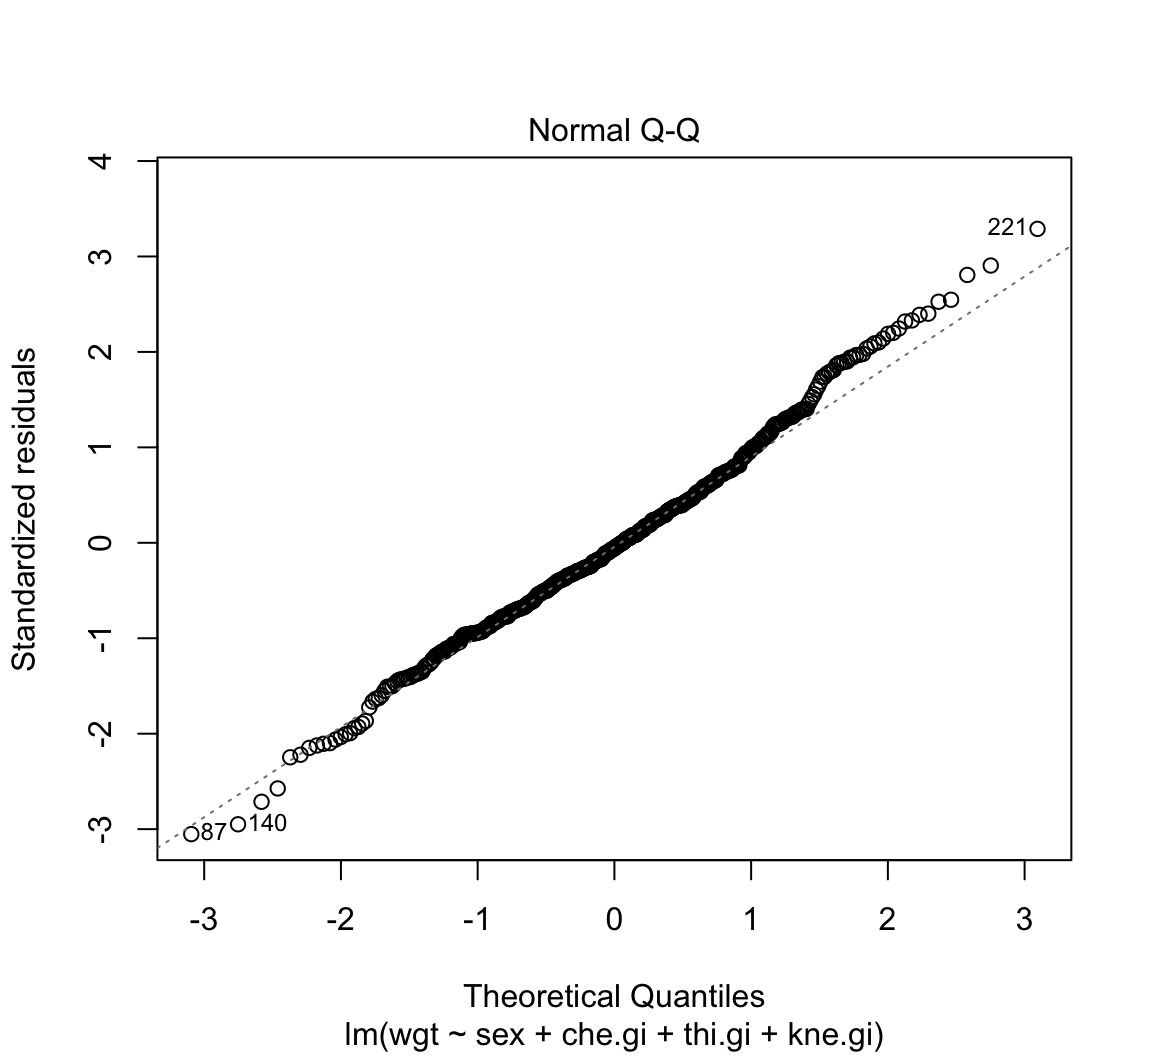 Normal Q-Q
4
3
2
1
0
-1
-2
-3
Standardized residuals
221
87
140
-3 -2 -1 0 1 2 3
Theoretical Quantiles
lm(wgt ~ sex + che.gi + thi.gi + kne.gi)